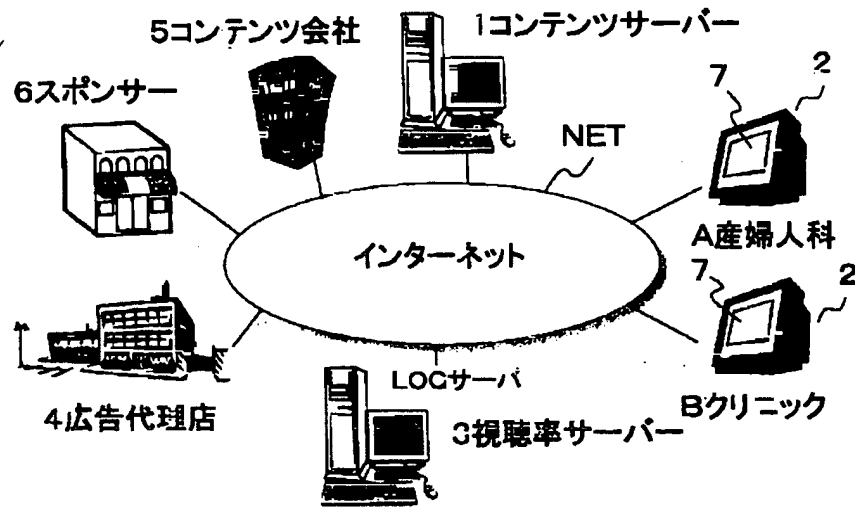 5コンテンツ会社
1コンテンツサーバー
6スポンサー
7
2
NET
A産婦人科
インターネット
7
2
LOGサーバ
Bクリニック
4広告代理店
3視聴率サーバー